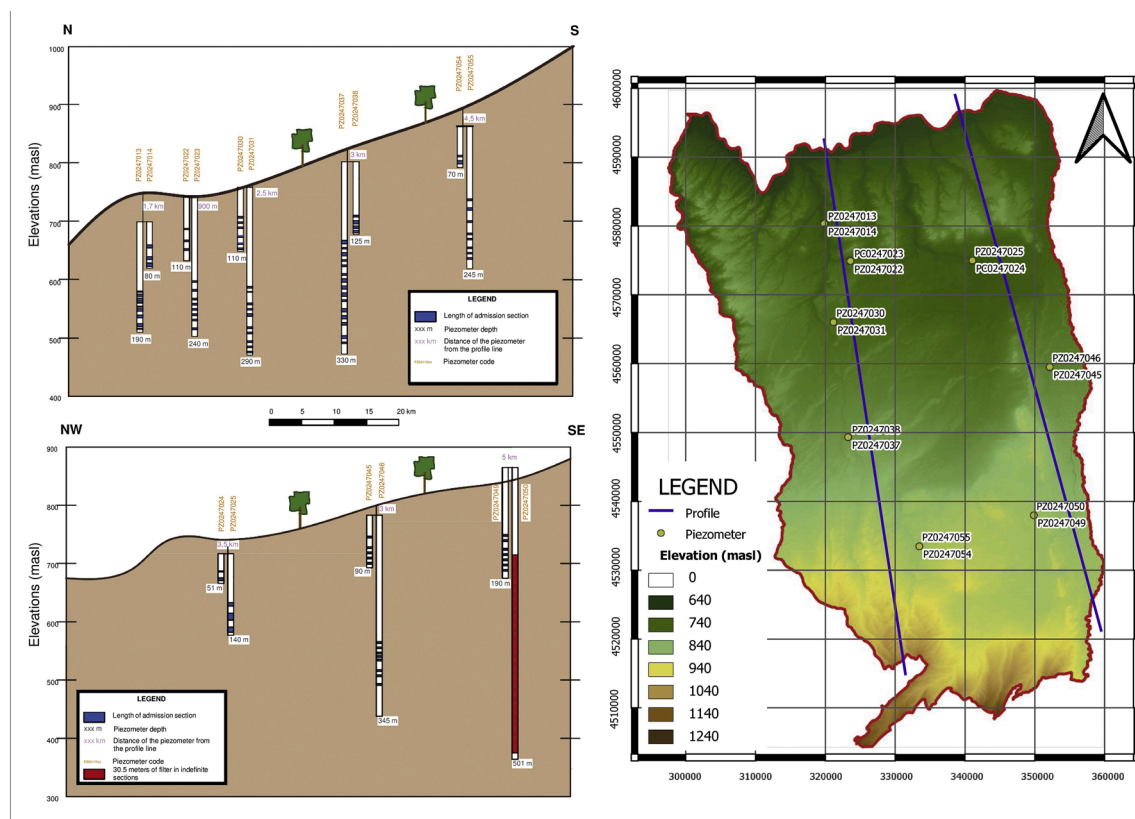 N
S
1000
900
800
700
600
500
400
Elevations (masl)
PZ0247013
PZ0247014
PZ0247022
PZ0247023
PZ0247030
PZ0247031
PZ0247037
PZ0247038
PZ0247054
PZ0247055
1,7 km
900 m
2,5 km
3 km
4,5 km
190 m
80 m
110 m
240 m
110 m
290 m
330 m
125 m
70 m
245 m
LEGEND
Length of admission section
xxx m Piezometer depth
xxx km Distance of the piezometer
from the profile line
Piezometer code
0 5 10 15 20 km
NW
SE
900
800
700
600
500
400
300
Elevations (masl)
PZ0247024
PZ0247025
PZ0247045
PZ0247046
PZ0247049
PZ0247050
3,5 km
3 km
5 km
51 m
140 m
90 m
345 m
190 m
501 m
LEGEND
Length of admission section
xxx m Piezometer depth
xxx km Distance of the piezometer from
the profile line
Piezometer code
30.5 meters of filter in indefinite
sections
4600000
4590000
4580000
4570000
4560000
4550000
4540000
4530000
4520000
4510000
PZ0247013
PZ0247014
PC0247023
PZ0247022
PZ0247025
PC0247024
PZ0247030
PZ0247031
PZ0247046
PZ0247045
PZ0247038
PZ0247037
PZ0247050
PZ0247049
PZ0247055
PZ0247054
LEGEND
Profile
Piezometer
Elevation (masl)
0
640
740
840
940
1040
1140
1240
300000 310000 320000 330000 340000 350000 360000